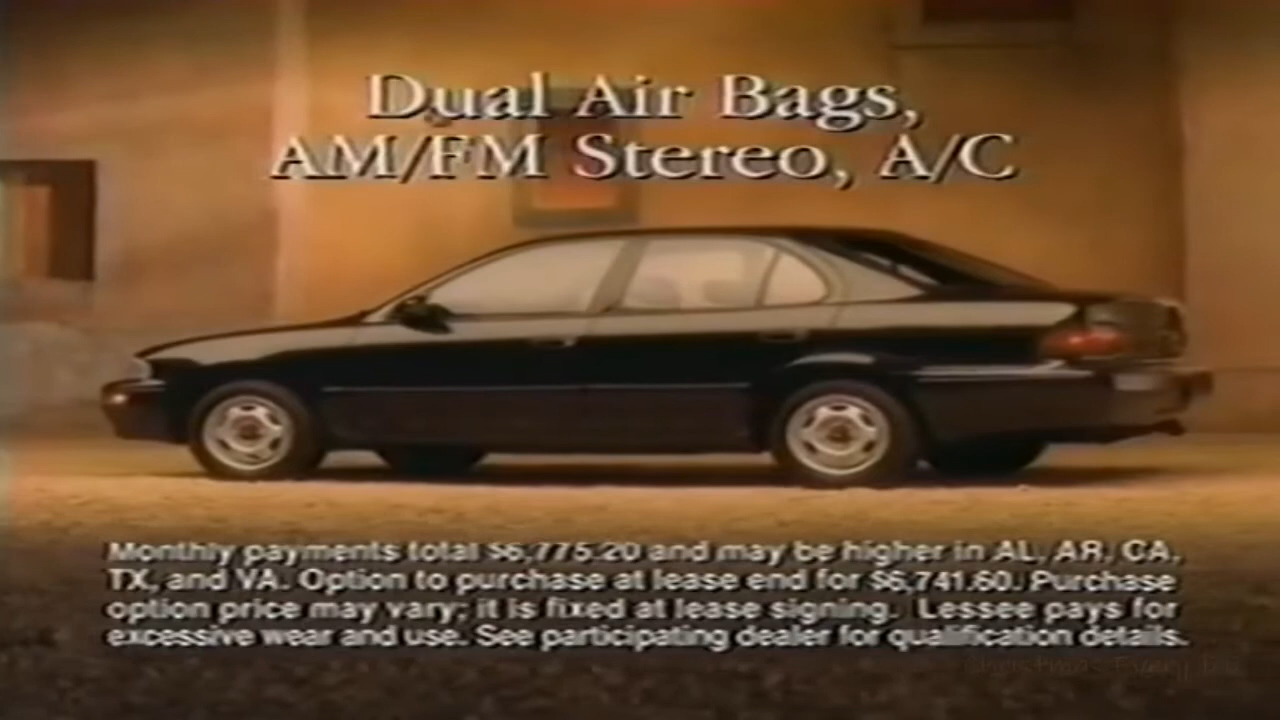 Dual Air Bags,
AM/FM Stereo, A/C
Monthly payments total $6,775.20 and may be higher in AL, AR, CA,
TX, and VA. Option to purchase at lease end for $6,741.60. Purchase
option price may vary; it is fixed at lease signing. Lessee pays for
excessive wear and use. See participating dealer for qualification details.
Christmas Every Day